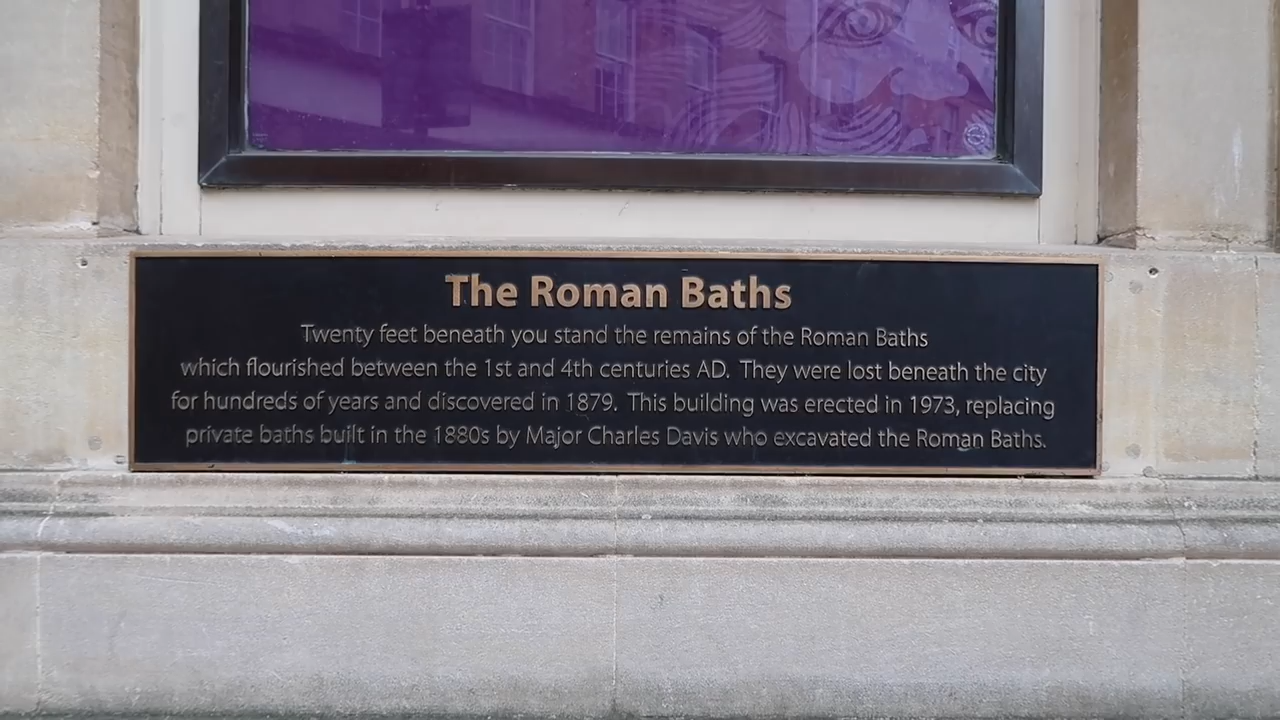 The Roman Baths
Twenty feet beneath you stand the remains of the Roman Baths
which flourished between the 1st and 4th centuries AD. They were lost beneath the city
for hundreds of years and discovered in 1879. This building was erected in 1973, replacing
private baths built in the 1880s by Major Charles Davis who excavated the Roman Baths.